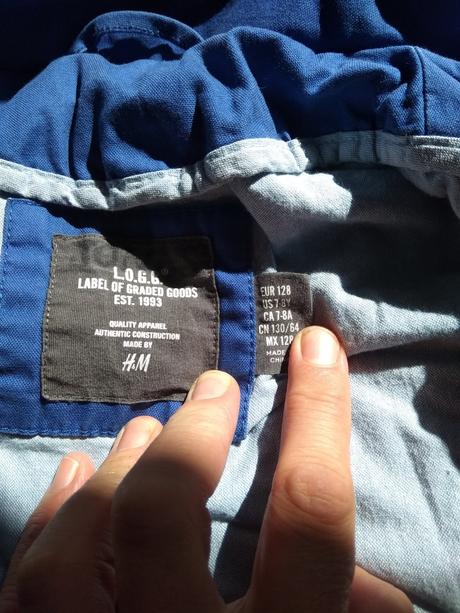 L.O.G.G.
LABEL OF GRADED GOODS
EST. 1993
QUALITY APPAREL
AUTHENTIC CONSTRUCTION
MADE BY
H&M
EUR 128
US 7-8Y
CA 7-8A
CN 130/64
MX 128
MADE
CHIN